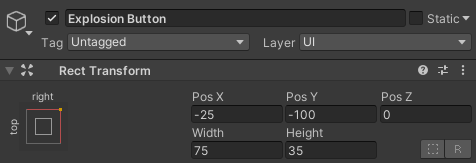 Explosion Button
Static
Tag Untagged Layer UI
Rect Transform
right
top
Pos X Pos Y Pos Z
-25 -100 0
Width Height
75 35
R